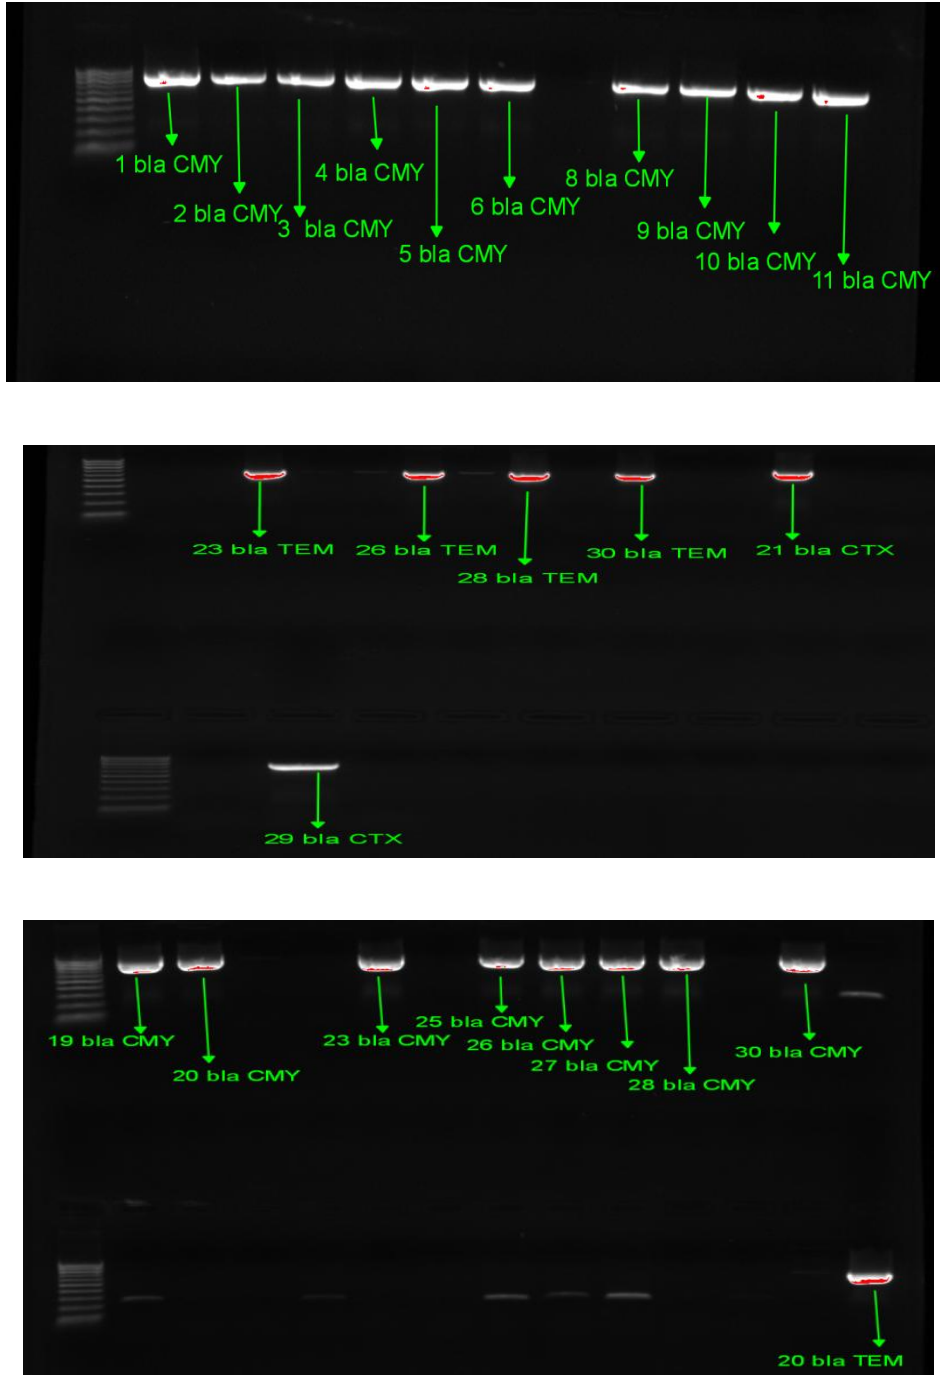 1 bla CMY
2 bla CMY
3 bla CMY
4 bla CMY
5 bla CMY
6 bla CMY
8 bla CMY
9 bla CMY
10 bla CMY
11 bla CMY
23 bla TEM
26 bla TEM
28 bla TEM
30 bla TEM
21 bla CTX
29 bla CTX
19 bla CMY
20 bla CMY
23 bla CMY
25 bla CMY
26 bla CMY
27 bla CMY
28 bla CMY
30 bla CMY
20 bla TEM